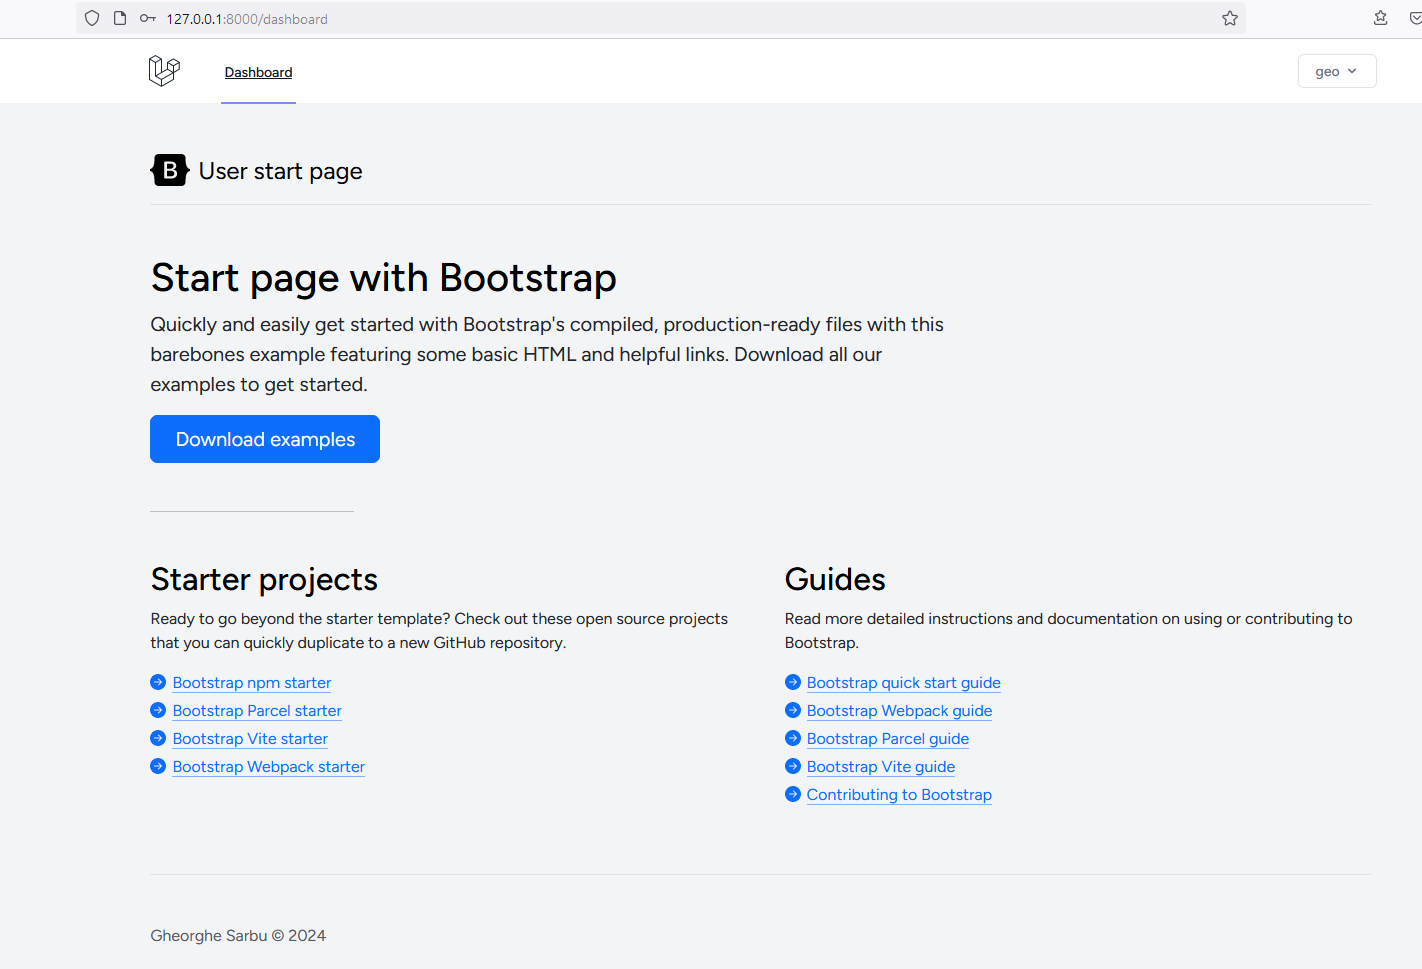 127.0.0.1:8000/dashboard
Dashboard
geo
B User start page
Start page with Bootstrap
Quickly and easily get started with Bootstrap's compiled, production-ready files with this
barebones example featuring some basic HTML and helpful links. Download all our
examples to get started.
Download examples
Starter projects
Ready to go beyond the starter template? Check out these open source projects
that you can quickly duplicate to a new GitHub repository.
Bootstrap npm starter
Bootstrap Parcel starter
Bootstrap Vite starter
Bootstrap Webpack starter
Guides
Read more detailed instructions and documentation on using or contributing to
Bootstrap.
Bootstrap quick start guide
Bootstrap Webpack guide
Bootstrap Parcel guide
Bootstrap Vite guide
Contributing to Bootstrap
Gheorghe Sarbu © 2024